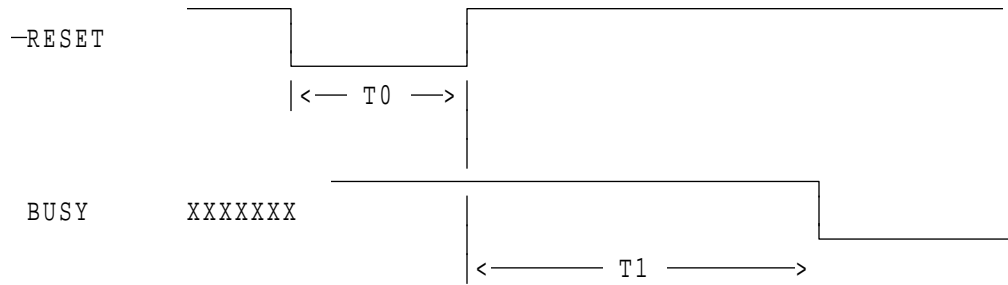 —RESET
|<— T0 —>|
BUSY XXXXXXX
|<—— T1 ——>